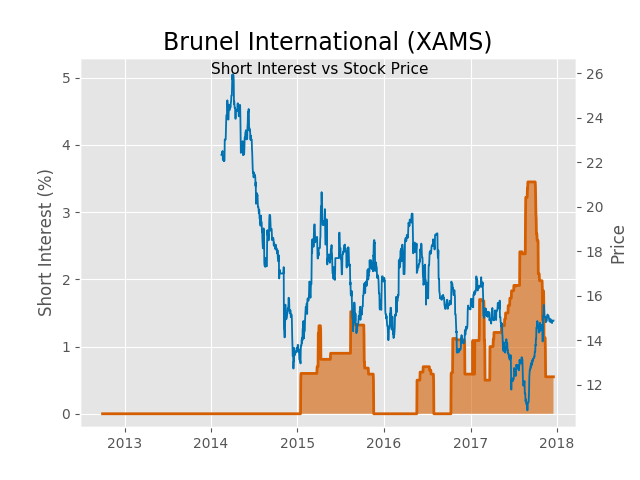 Brunel International (XAMS)
Short Interest vs Stock Price
Short Interest (%)
5
4
3
2
1
0
26
24
22
20
18
16
14
12
Price
2013 2014 2015 2016 2017 2018